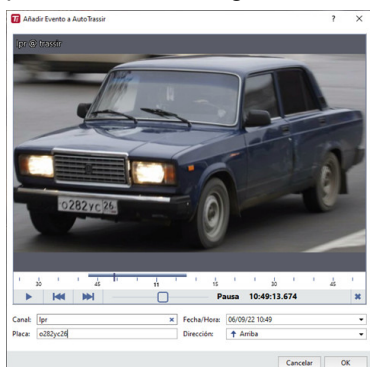 Añadir Evento a AutoTrassir
lpr @ trassir
о282ус 26
30 45 11 15 30 45
Pausa 10:49:13.674
Canal: lpr Fecha/Hora: 06/09/22 10:49
Placa: o282yc26 Dirección: Arriba
Cancelar OK